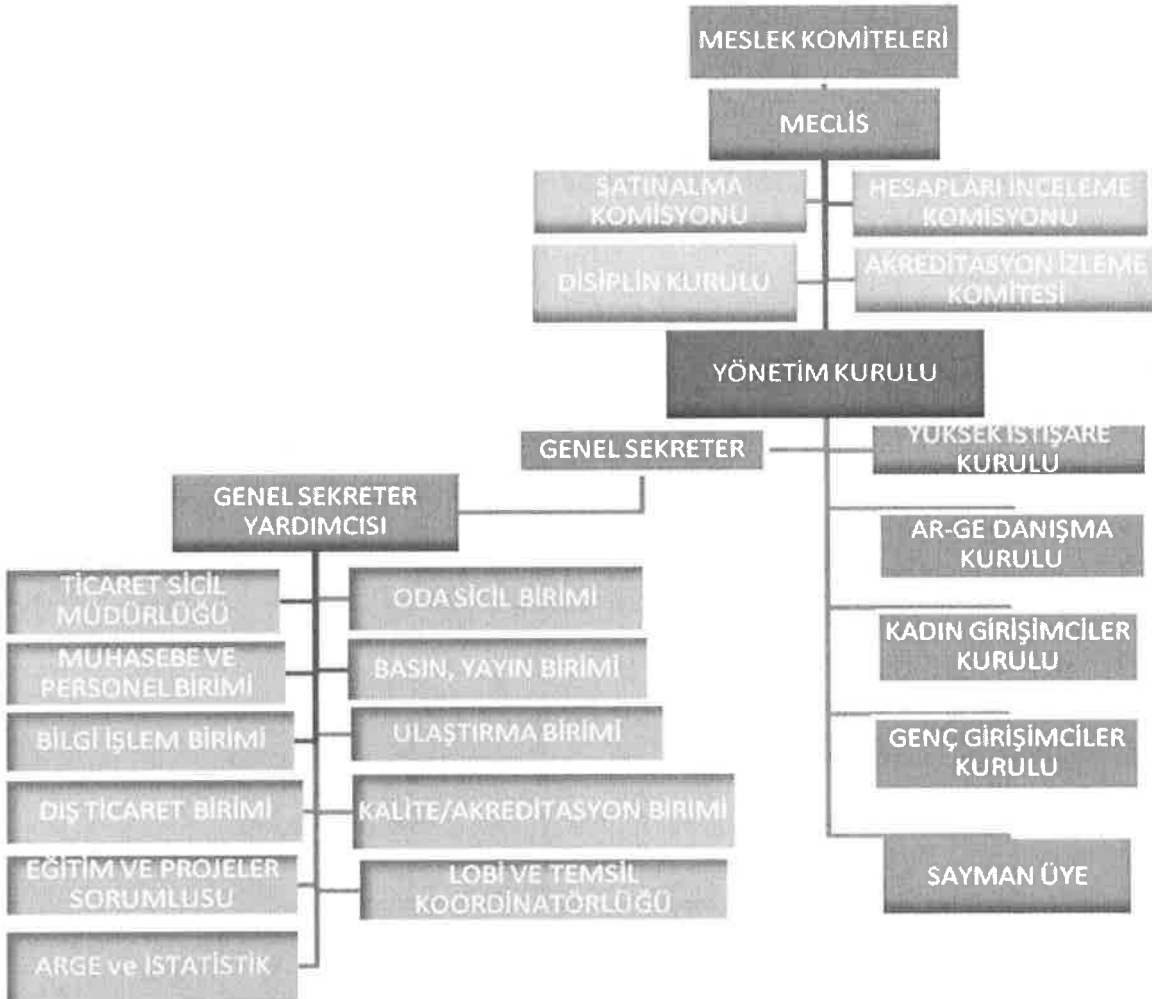 MESLEK KOMİTELERİ
MECLİS
SATINALMA
KOMİSYONU
HESAPLARI İNCELEME
KOMİSYONU
DİSİPLİN KURULU
AKREDİTASYON İZLEME
KOMİTESİ
YÖNETİM KURULU
GENEL SEKRETER
YÜKSEK İSTİŞARE
KURULU
GENEL SEKRETER
YARDIMCISI
AR-GE DANIŞMA
KURULU
TİCARET SİCİL
MÜDÜRLÜĞÜ
ODA SİCİL BİRİMİ
KADIN GİRİŞİMCİLER
KURULU
MUHASEBE VE
PERSONEL BİRİMİ
BASIN, YAYIN BİRİMİ
BİLGİ İŞLEM BİRİMİ
ULAŞTIRMA BİRİMİ
GENÇ GİRİŞİMCİLER
KURULU
DIŞ TİCARET BİRİMİ
KALİTE/AKREDİTASYON BİRİMİ
EĞİTİM VE PROJELER
SORUMLUSU
LOBİ VE TEMSİL
KOORDİNATÖRLÜĞÜ
SAYMAN ÜYE
ARGE ve İSTATİSTİK